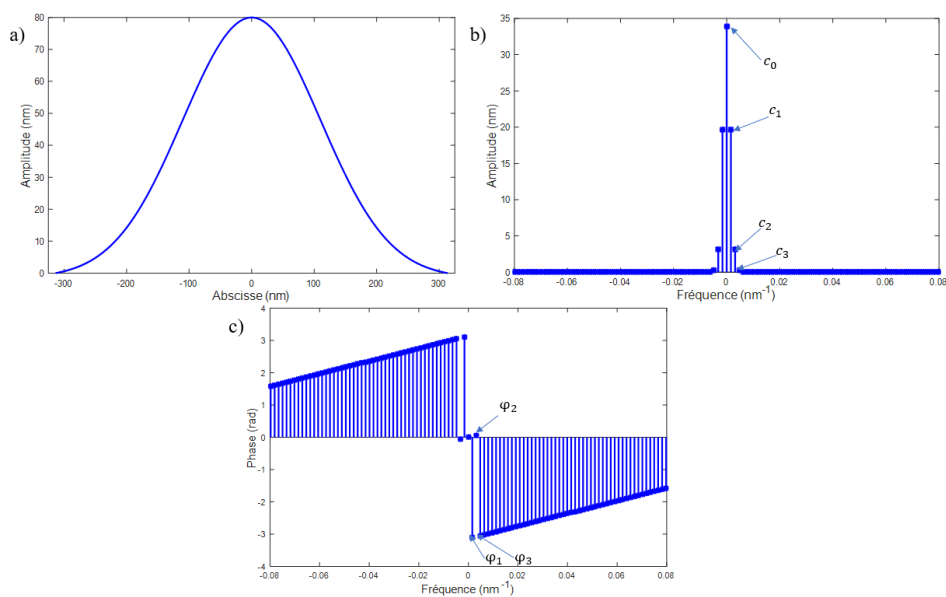 a)
80
70
60
50
40
30
20
10
0
Amplitude (nm)
-300 -200 -100 0 100 200 300
Abscisse (nm)
b)
35
30
25
20
15
10
5
0
Amplitude (nm)
c₀
c₁
c₂
c₃
-0.08 -0.06 -0.04 -0.02 0 0.02 0.04 0.06 0.08
Fréquence (nm⁻¹)
c)
4
3
2
1
0
-1
-2
-3
-4
Phase (rad)
φ₂
φ₁ φ₃
-0.08 -0.06 -0.04 -0.02 0 0.02 0.04 0.06 0.08
Fréquence (nm⁻¹)